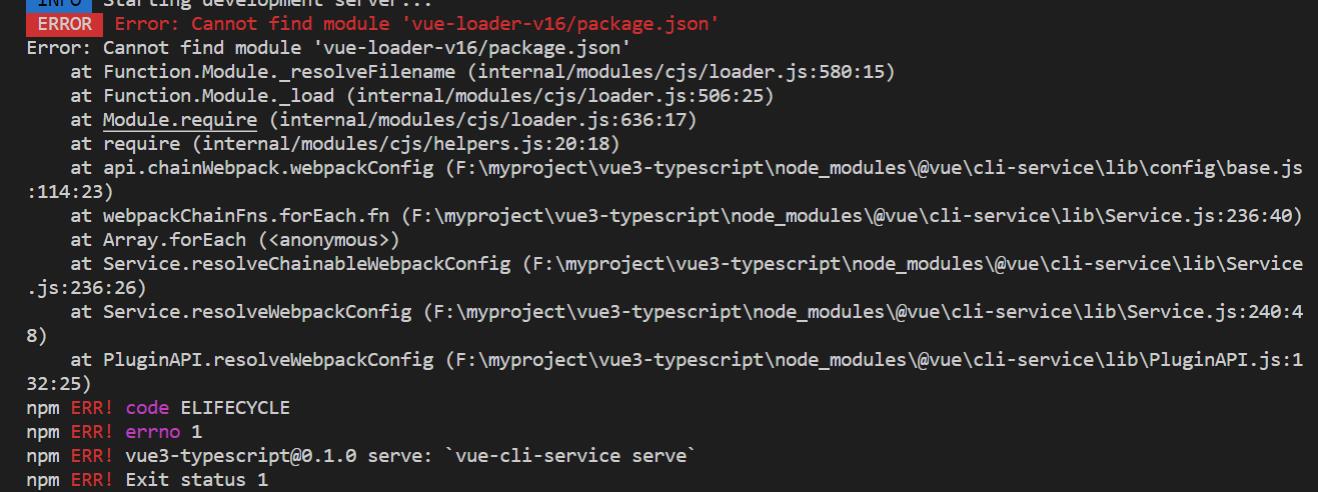 INFO Starting development server...
ERROR Error: Cannot find module 'vue-loader-v16/package.json'
Error: Cannot find module 'vue-loader-v16/package.json'
at Function.Module._resolveFilename (internal/modules/cjs/loader.js:580:15)
at Function.Module._load (internal/modules/cjs/loader.js:506:25)
at Module.require (internal/modules/cjs/loader.js:636:17)
at require (internal/modules/cjs/helpers.js:20:18)
at api.chainWebpack.webpackConfig (F:\myproject\vue3-typescript\node_modules\@vue\cli-service\lib\config\base.js
:114:23)
at webpackChainFns.forEach.fn (F:\myproject\vue3-typescript\node_modules\@vue\cli-service\lib\Service.js:236:40)
at Array.forEach (<anonymous>)
at Service.resolveChainableWebpackConfig (F:\myproject\vue3-typescript\node_modules\@vue\cli-service\lib\Service
.js:236:26)
at Service.resolveWebpackConfig (F:\myproject\vue3-typescript\node_modules\@vue\cli-service\lib\Service.js:240:4
8)
at PluginAPI.resolveWebpackConfig (F:\myproject\vue3-typescript\node_modules\@vue\cli-service\lib\PluginAPI.js:1
32:25)
npm ERR! code ELIFECYCLE
npm ERR! errno 1
npm ERR! vue3-typescript@0.1.0 serve: `vue-cli-service serve`
npm ERR! Exit status 1